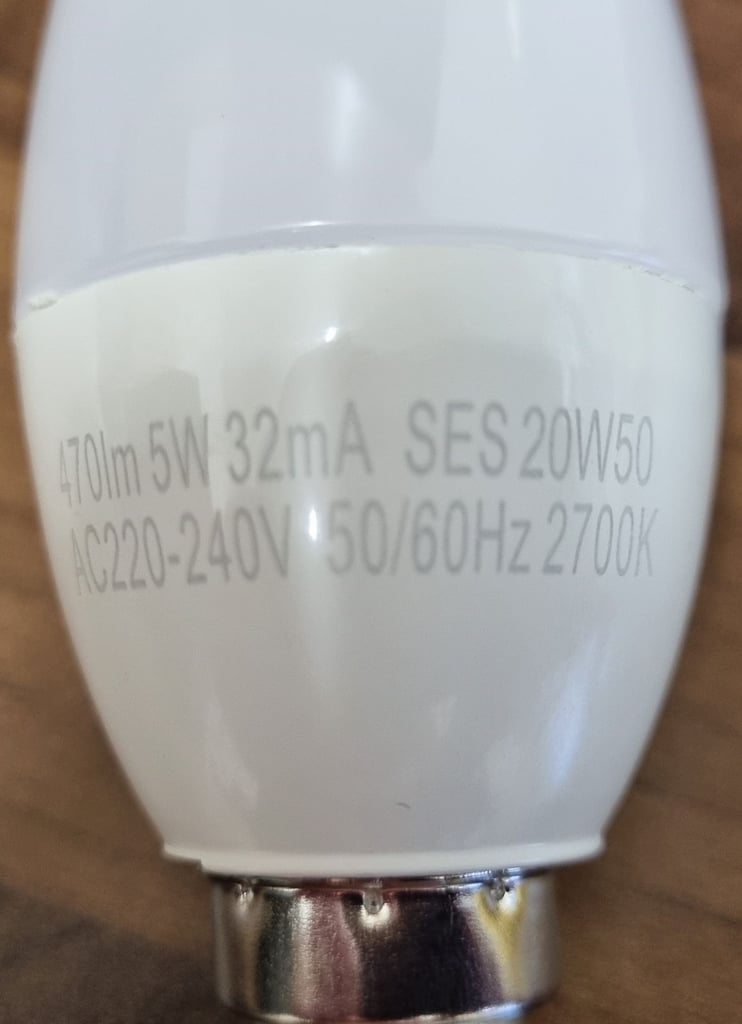 470lm 5W 32mA SES 20W50
AC220-240V 50/60Hz 2700K